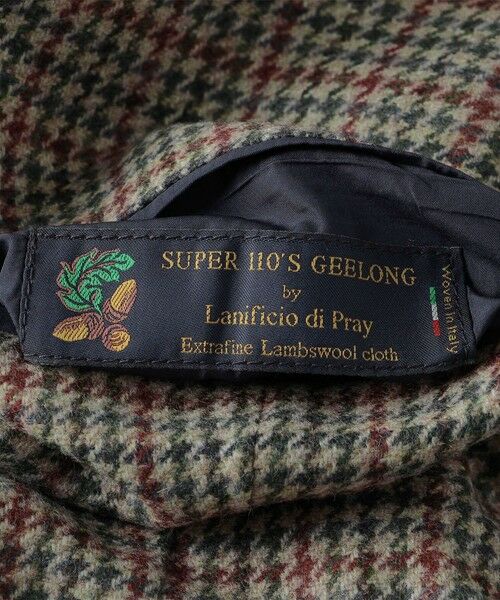 SUPER 110'S GEELONG
by
Lanificio di Pray
Extrafine Lambswool cloth
Woven in Italy